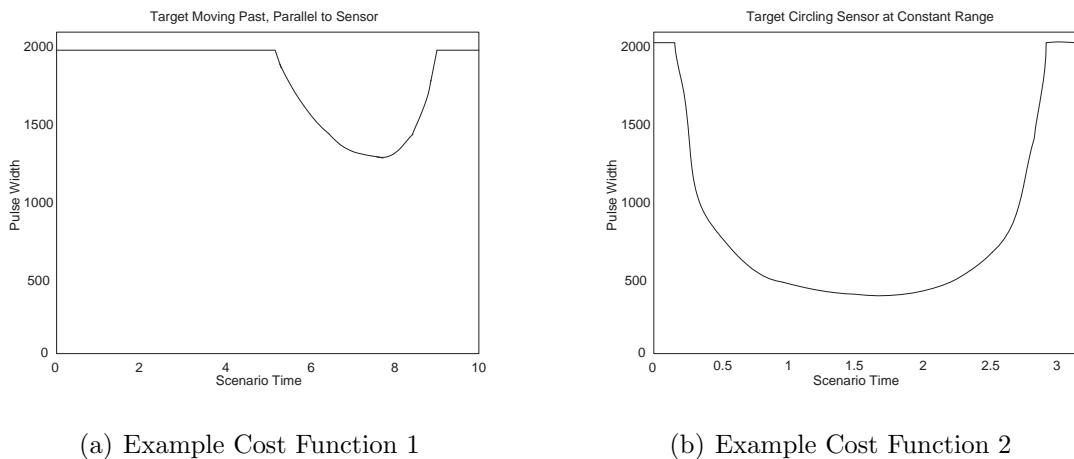 Target Moving Past, Parallel to Sensor
2000
1500
1000
500
0
Pulse Width
0 2 4 6 8 10
Scenario Time
(a) Example Cost Function 1
Target Circling Sensor at Constant Range
2000
1500
1000
500
0
Pulse Width
0 0.5 1 1.5 2 2.5 3
Scenario Time
(b) Example Cost Function 2